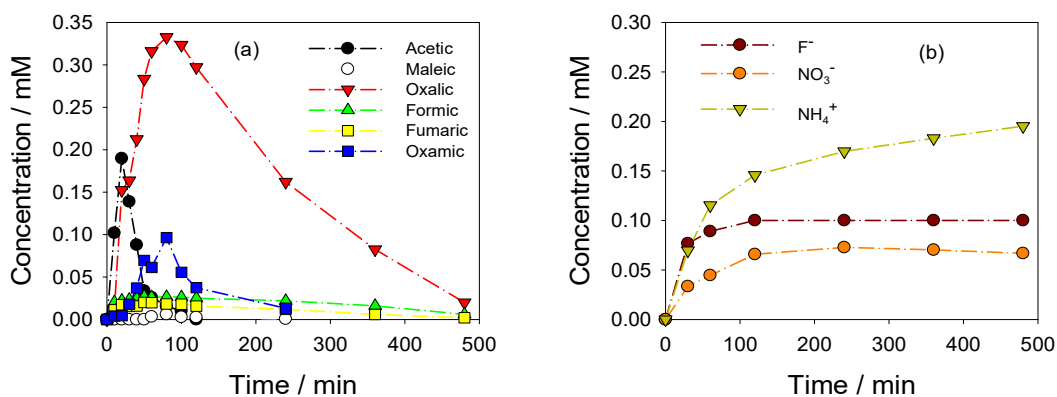 (a)
Concentration / mM
0.35
0.30
0.25
0.20
0.15
0.10
0.05
0.00
Acetic
Maleic
Oxalic
Formic
Fumaric
Oxamic
0 100 200 300 400 500
Time / min
(b)
Concentration / mM
0.30
0.25
0.20
0.15
0.10
0.05
0.00
F⁻
NO₃⁻
NH₄⁺
0 100 200 300 400 500
Time / min